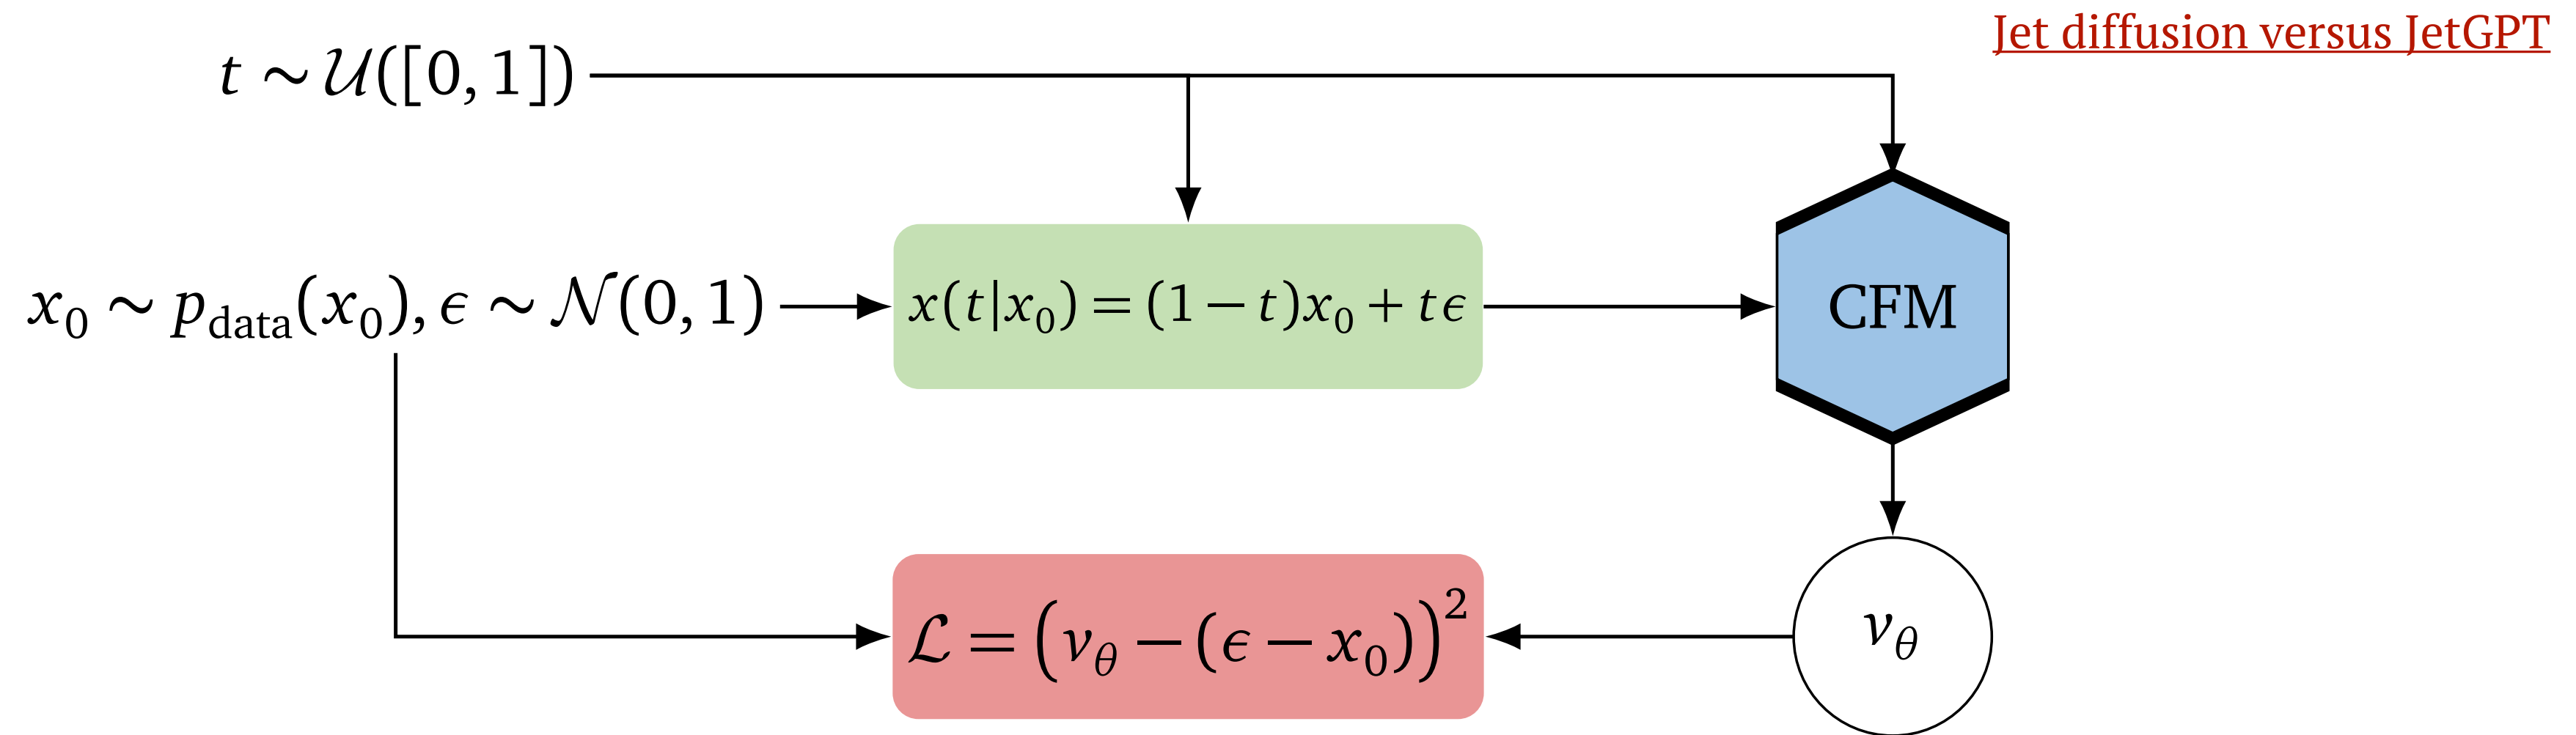 Jet diffusion versus JetGPT
t ∼ 𝒰([0, 1])
x₀ ∼ p_data(x₀), ϵ ∼ 𝒩(0, 1)
x(t|x₀) = (1 − t)x₀ + tϵ
CFM
ℒ = (v_θ − (ϵ − x₀))²
v_θ